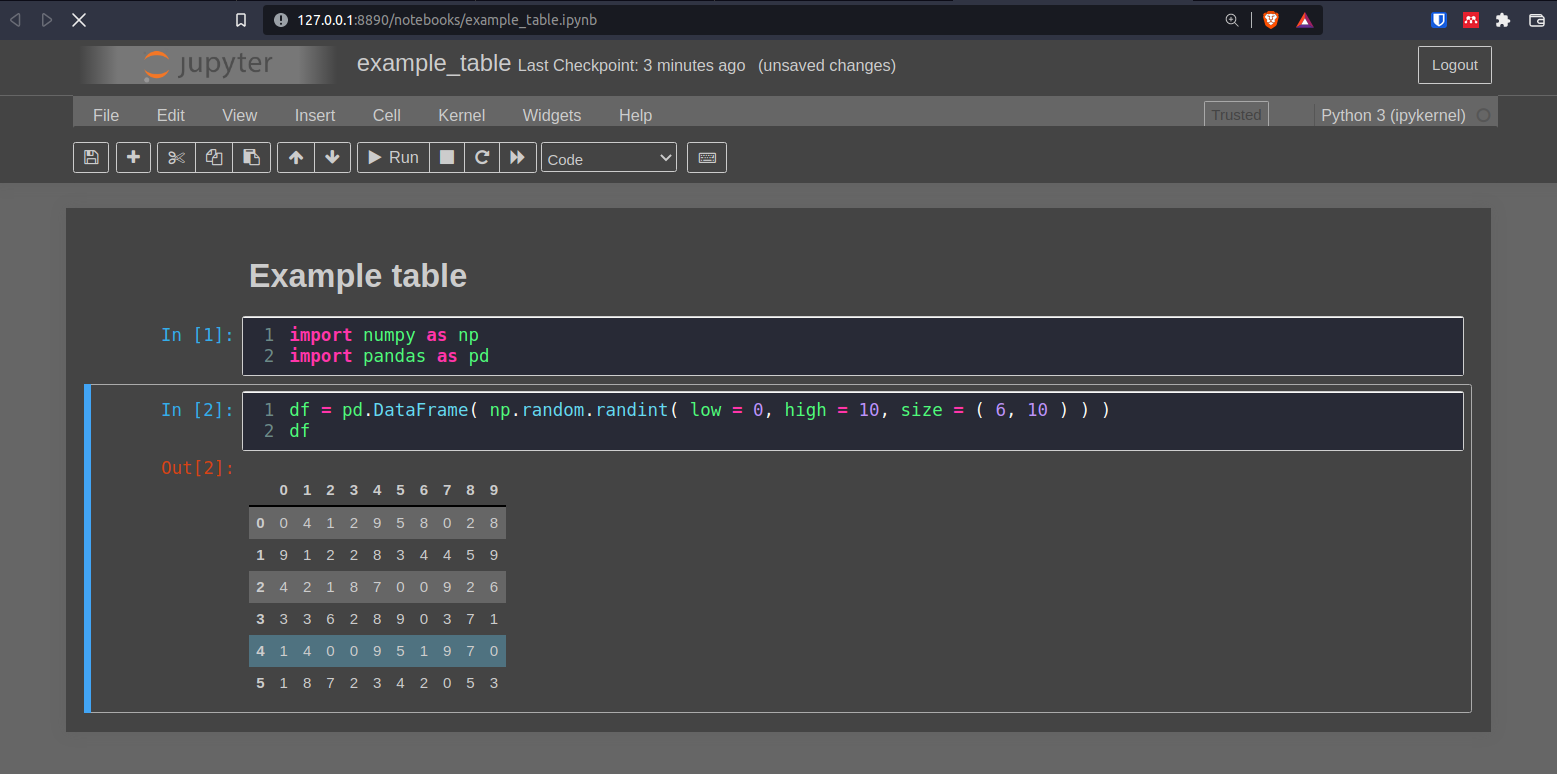 127.0.0.1:8890/notebooks/example_table.ipynb
jupyter example_table Last Checkpoint: 3 minutes ago (unsaved changes) Logout
File Edit View Insert Cell Kernel Widgets Help Trusted Python 3 (ipykernel)
Run Code
Example table
In [1]: 1 import numpy as np
2 import pandas as pd
In [2]: 1 df = pd.DataFrame( np.random.randint( low = 0, high = 10, size = ( 6, 10 ) ) )
2 df
Out[2]:
0 1 2 3 4 5 6 7 8 9
0 0 4 1 2 9 5 8 0 2 8
1 9 1 2 2 8 3 4 4 5 9
2 4 2 1 8 7 0 0 9 2 6
3 3 3 6 2 8 9 0 3 7 1
4 1 4 0 0 9 5 1 9 7 0
5 1 8 7 2 3 4 2 0 5 3